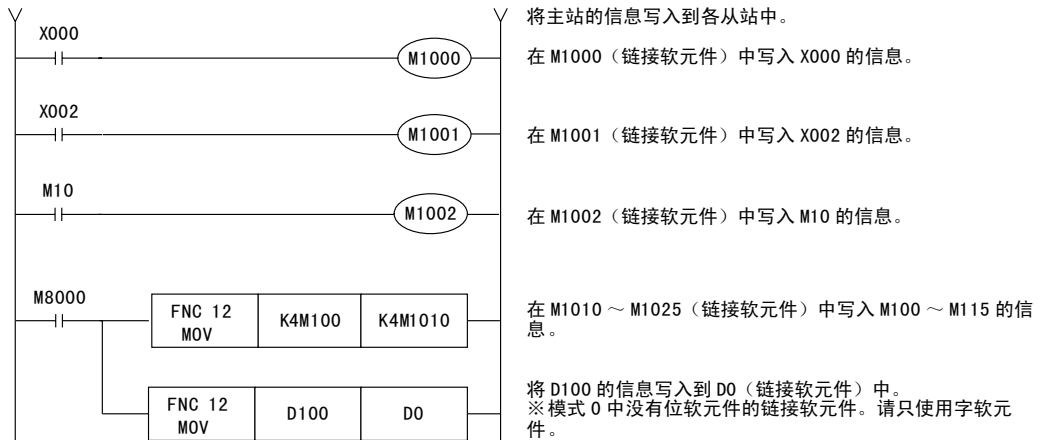 将主站的信息写入到各从站中。
X000
M1000
在 M1000（链接软元件）中写入 X000 的信息。
X002
M1001
在 M1001（链接软元件）中写入 X002 的信息。
M10
M1002
在 M1002（链接软元件）中写入 M10 的信息。
M8000
FNC 12
MOV
K4M100
K4M1010
在 M1010 ～ M1025（链接软元件）中写入 M100 ～ M115 的信
息。
FNC 12
MOV
D100
D0
将 D100 的信息写入到 D0（链接软元件）中。
※模式 0 中没有位软元件的链接软元件。请只使用字软元
件。